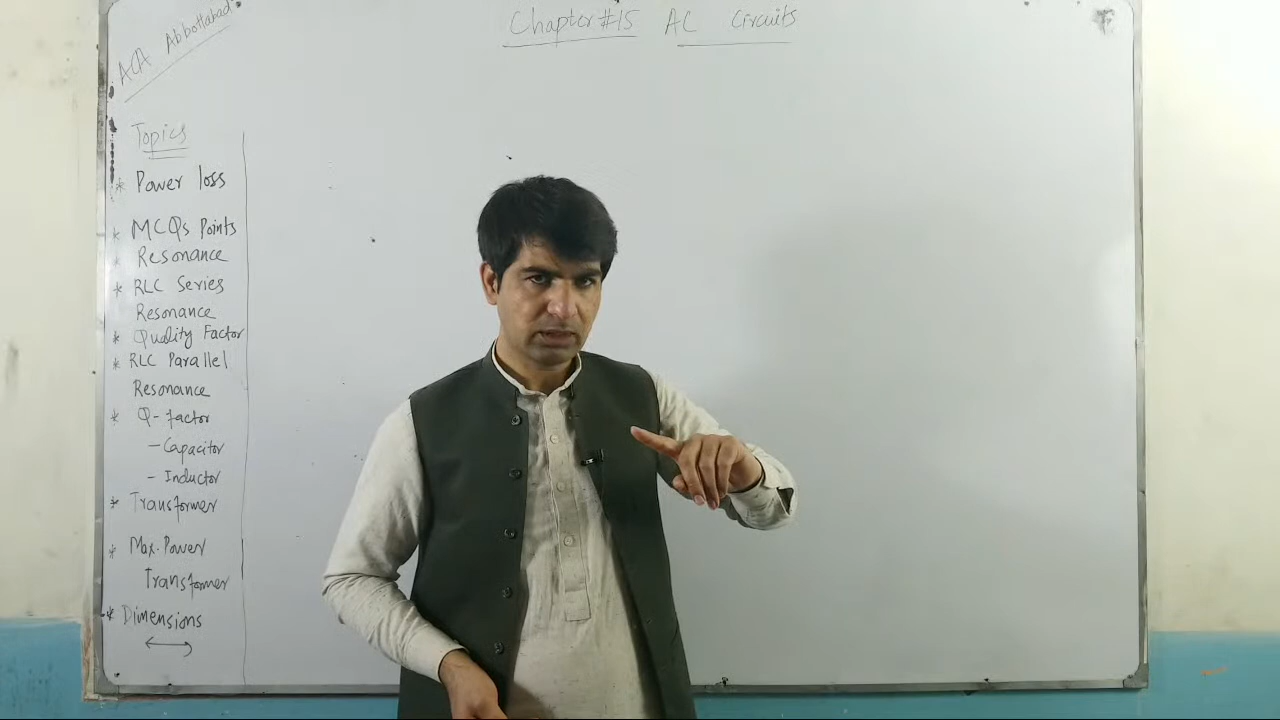 Chapter #15 AC Circuits
ACA Abbottabad
Topics
* Power loss
* MCQs Points
* Resonance
* RLC Series
Resonance
* Quality Factor
* RLC Parallel
Resonance
* Q-factor
- Capacitor
- Inductor
* Transformer
* Max. Power
Transformer
* Dimensions